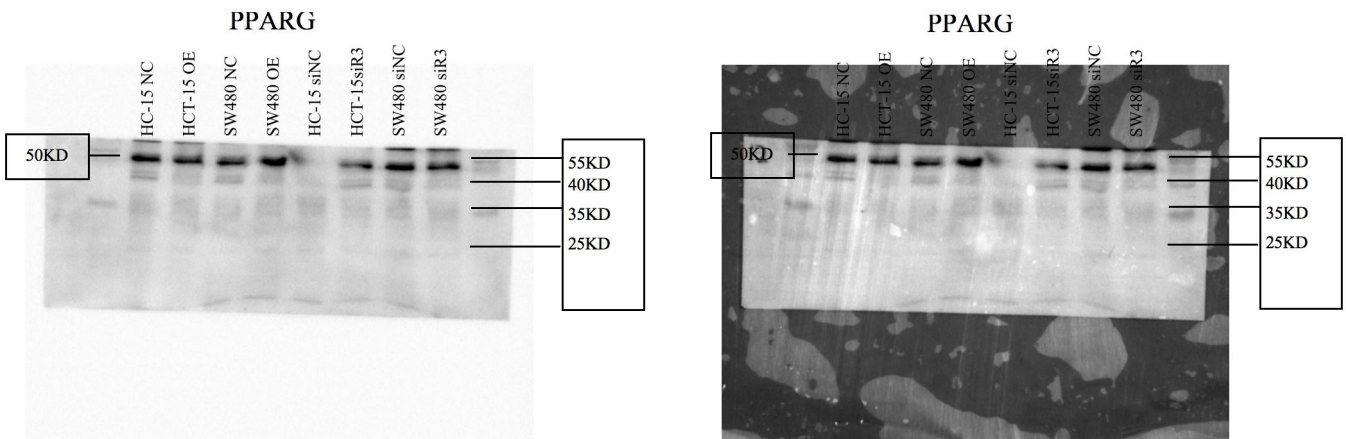 PPARG
HC-15 NC
HCT-15 OE
SW480 NC
SW480 OE
HC-15 siNC
HCT-15siR3
SW480 siNC
SW480 siR3
50KD
55KD
40KD
35KD
25KD
PPARG
HC-15 NC
HCT-15 OE
SW480 NC
SW480 OE
HC-15 siNC
HCT-15siR3
SW480 siNC
SW480 siR3
50KD
55KD
40KD
35KD
25KD